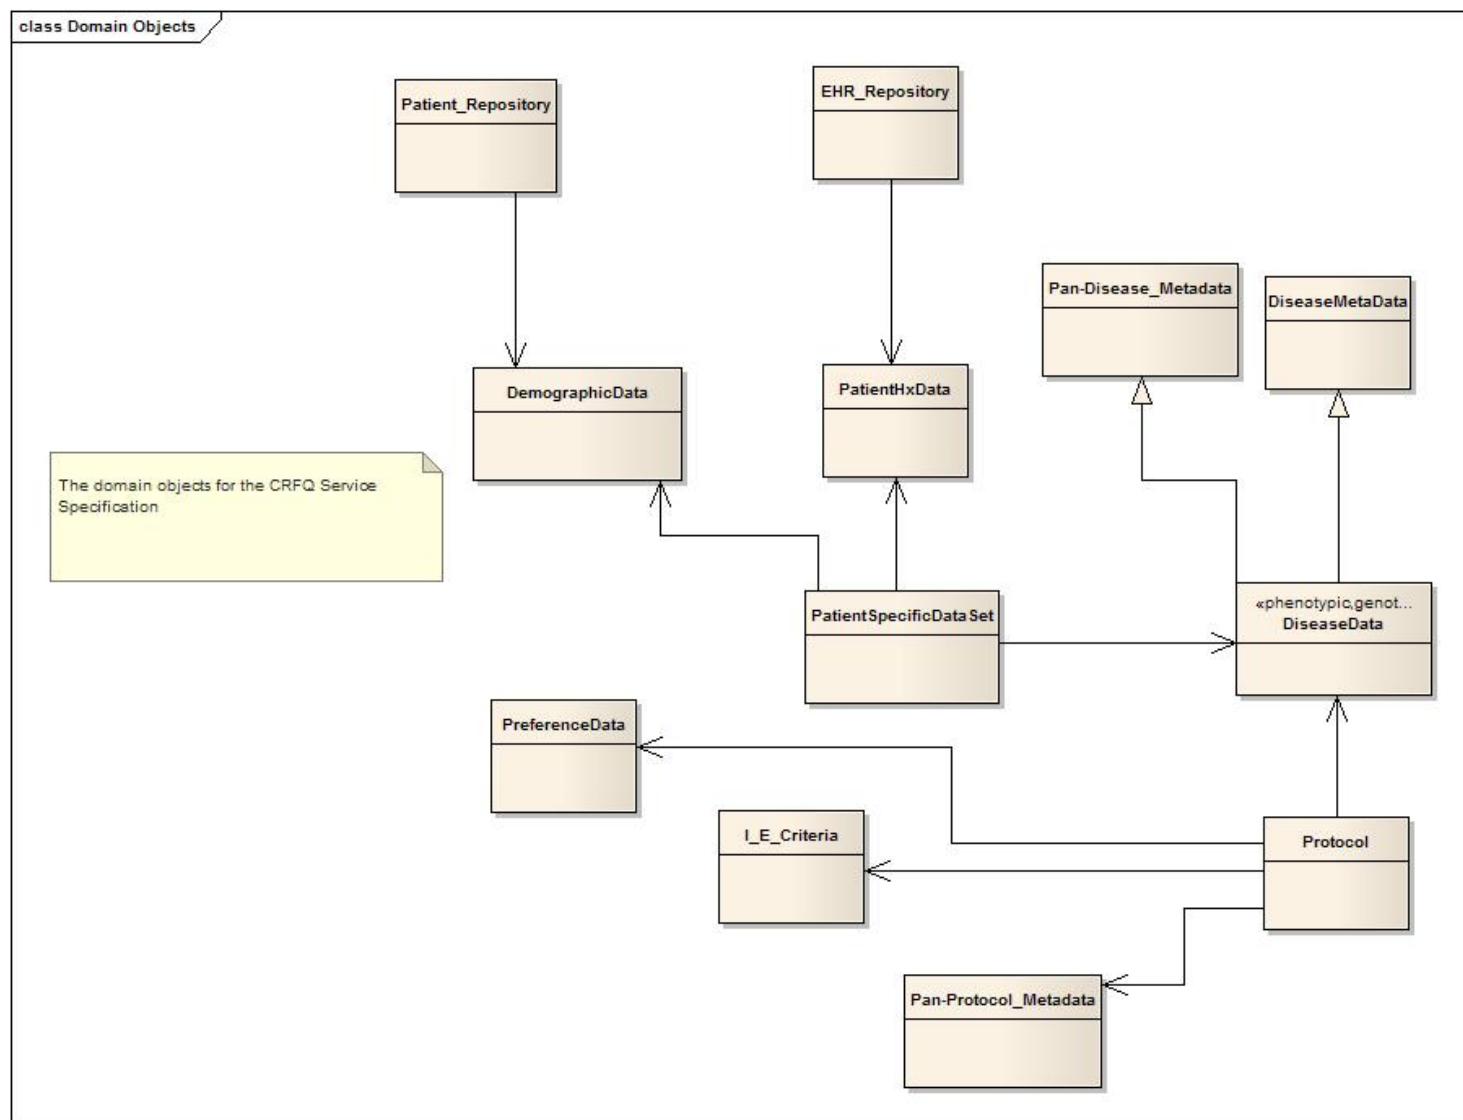 class Domain Objects
Patient_Repository
EHR_Repository
Pan-Disease_Metadata
DiseaseMetaData
DemographicData
PatientHxData
The domain objects for the CRFQ Service
Specification
«phenotypic,genot...
DiseaseData
PatientSpecificDataSet
PreferenceData
I_E_Criteria
Protocol
Pan-Protocol_Metadata